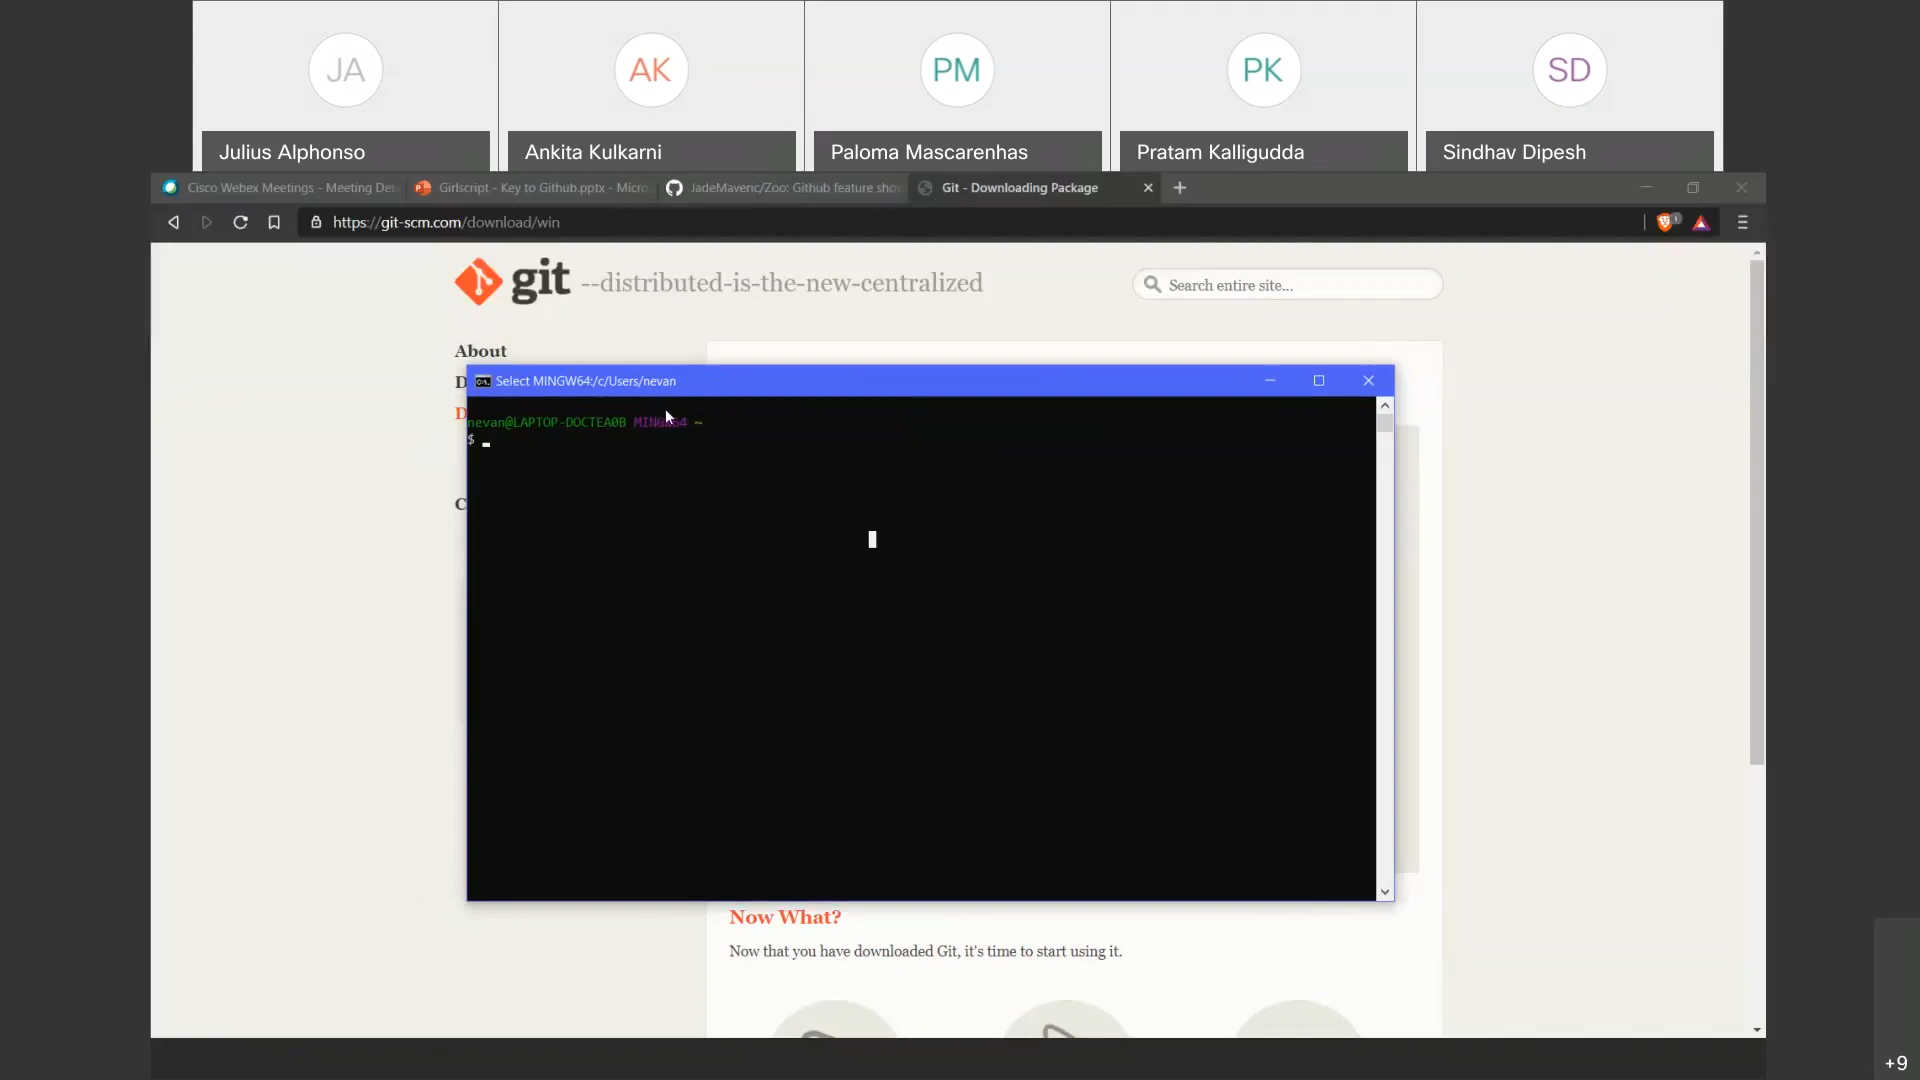 JA
AK
PM
PK
SD
Julius Alphonso
Ankita Kulkarni
Paloma Mascarenhas
Pratam Kalligudda
Sindhav Dipesh
Cisco Webex Meetings - Meeting Det
Girlscript - Key to Github.pptx - Micro
JadeMaveric/Zoo: Github feature sho
Git - Downloading Package
https://git-scm.com/download/win
git --distributed-is-the-new-centralized
Search entire site...
About
D
D
C
Select MINGW64:/c/Users/nevan
nevan@LAPTOP-DOCTEA0B MINGW64 ~
$
Now What?
Now that you have downloaded Git, it's time to start using it.
+9